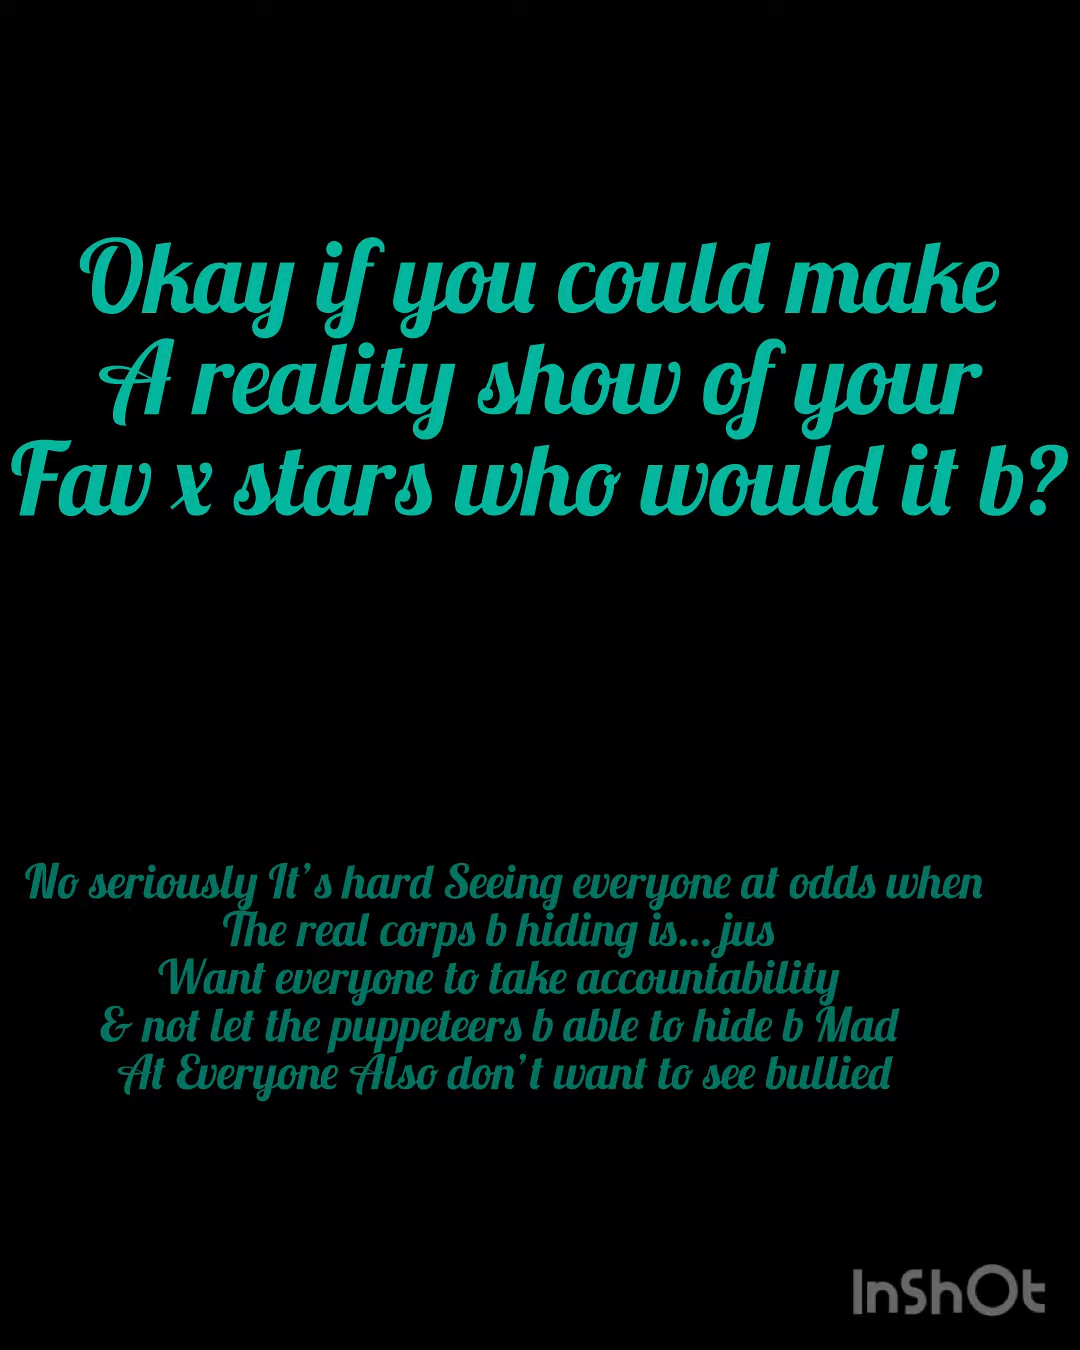 Okay if you could make
A reality show of your
Fav x stars who would it b?
No seriously It's hard Seeing everyone at odds when
The real corps b hiding is...jus
Want everyone to take accountability
& not let the puppeteers b able to hide b Mad
At Everyone Also don't want to see bullied
InShOt